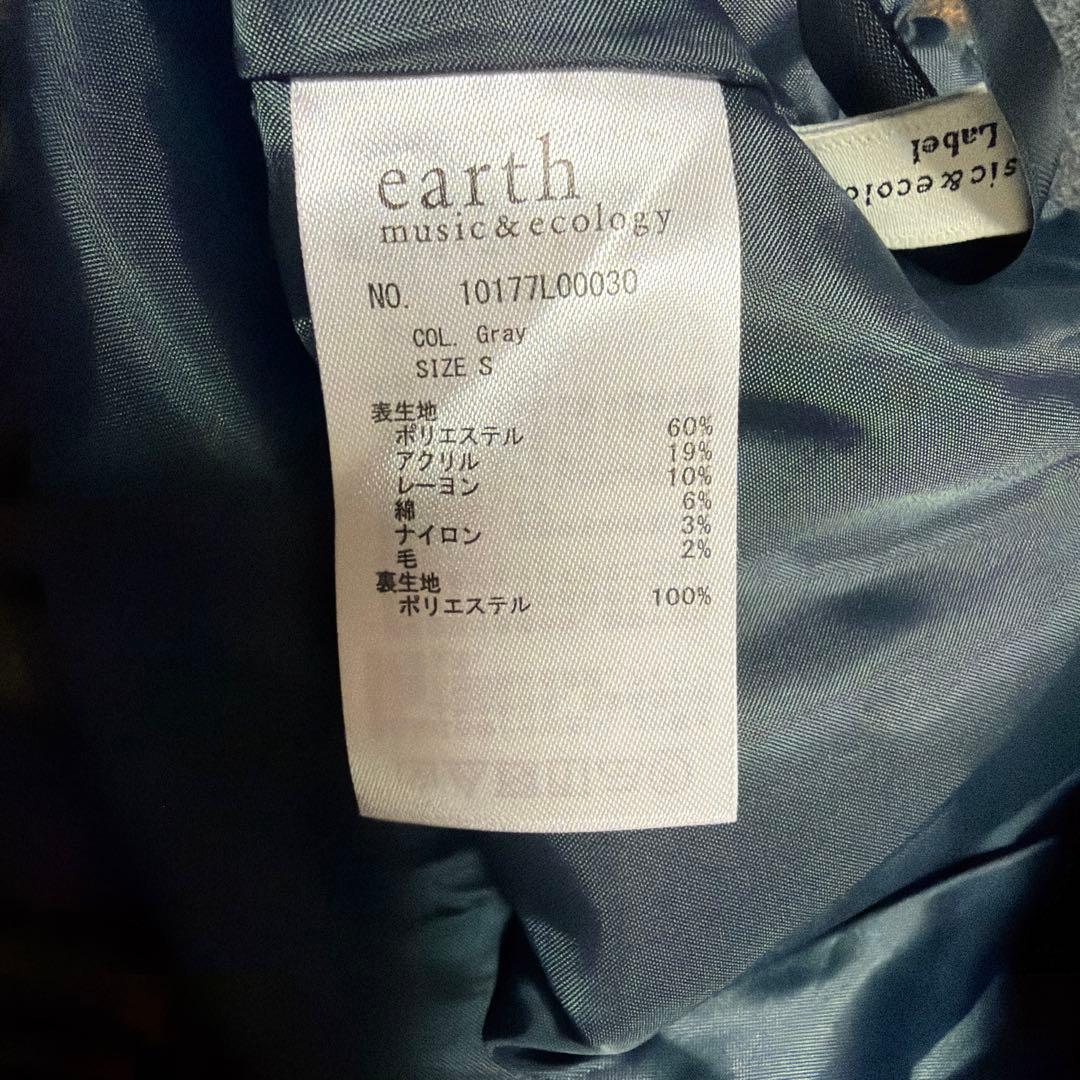 earth
music&ecology
NO. 10177L00030
COL. Gray
SIZE S
表生地
ポリエステル 60%
アクリル 19%
レーヨン 10%
綿 6%
ナイロン 3%
毛 2%
裏生地
ポリエステル 100%
Label